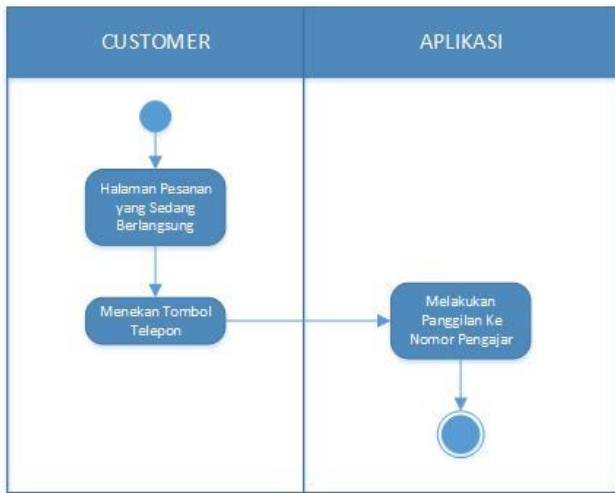 CUSTOMER
APLIKASI
Halaman Pesanan
yang Sedang
Berlangsung
Menekan Tombol
Telepon
Melakukan
Panggilan Ke
Nomor Pengajar